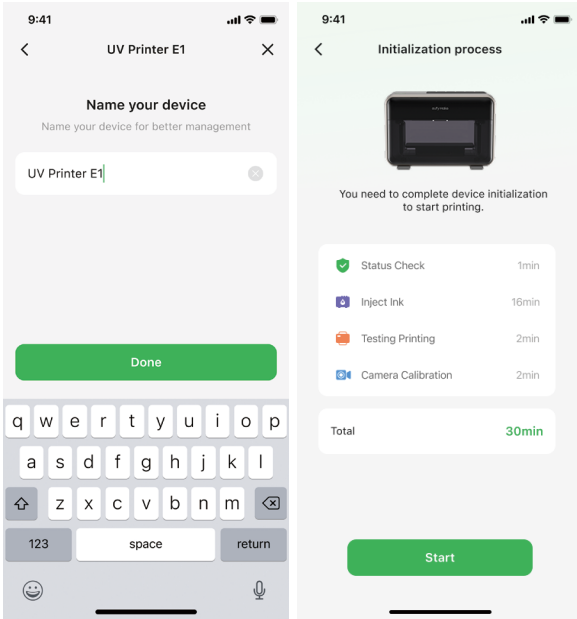 9:41
UV Printer E1
Name your device
Name your device for better management
UV Printer E1
Done
q w e r t y u i o p
a s d f g h j k l
z x c v b n m
123 space return
9:41
Initialization process
You need to complete device initialization
to start printing.
Status Check 1min
Inject Ink 16min
Testing Printing 2min
Camera Calibration 2min
Total 30min
Start